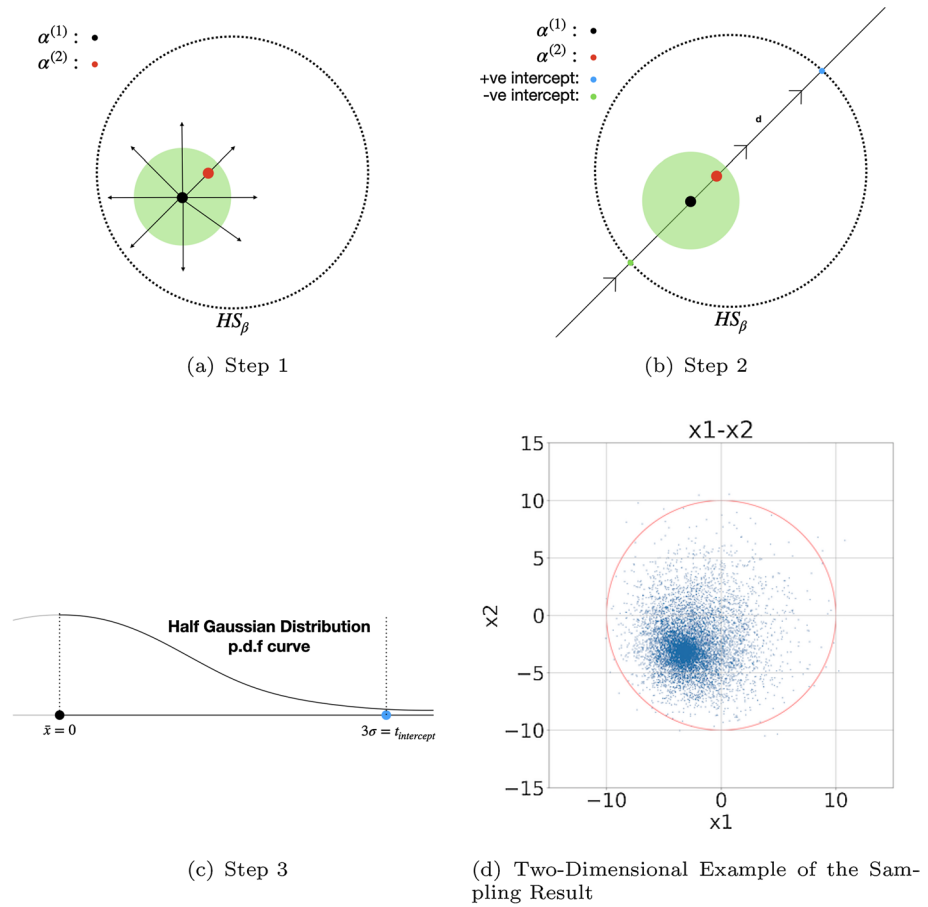 α(1) :
α(2) :
HSβ
(a) Step 1
α(1) :
α(2) :
+ve intercept:
-ve intercept:
d
HSβ
(b) Step 2
Half Gaussian Distribution
p.d.f curve
x̄ = 0
3σ = tintercept
(c) Step 3
x1-x2
15
10
5
0
−5
−10
−15
x2
−10
0
10
x1
(d) Two-Dimensional Example of the Sam-
pling Result